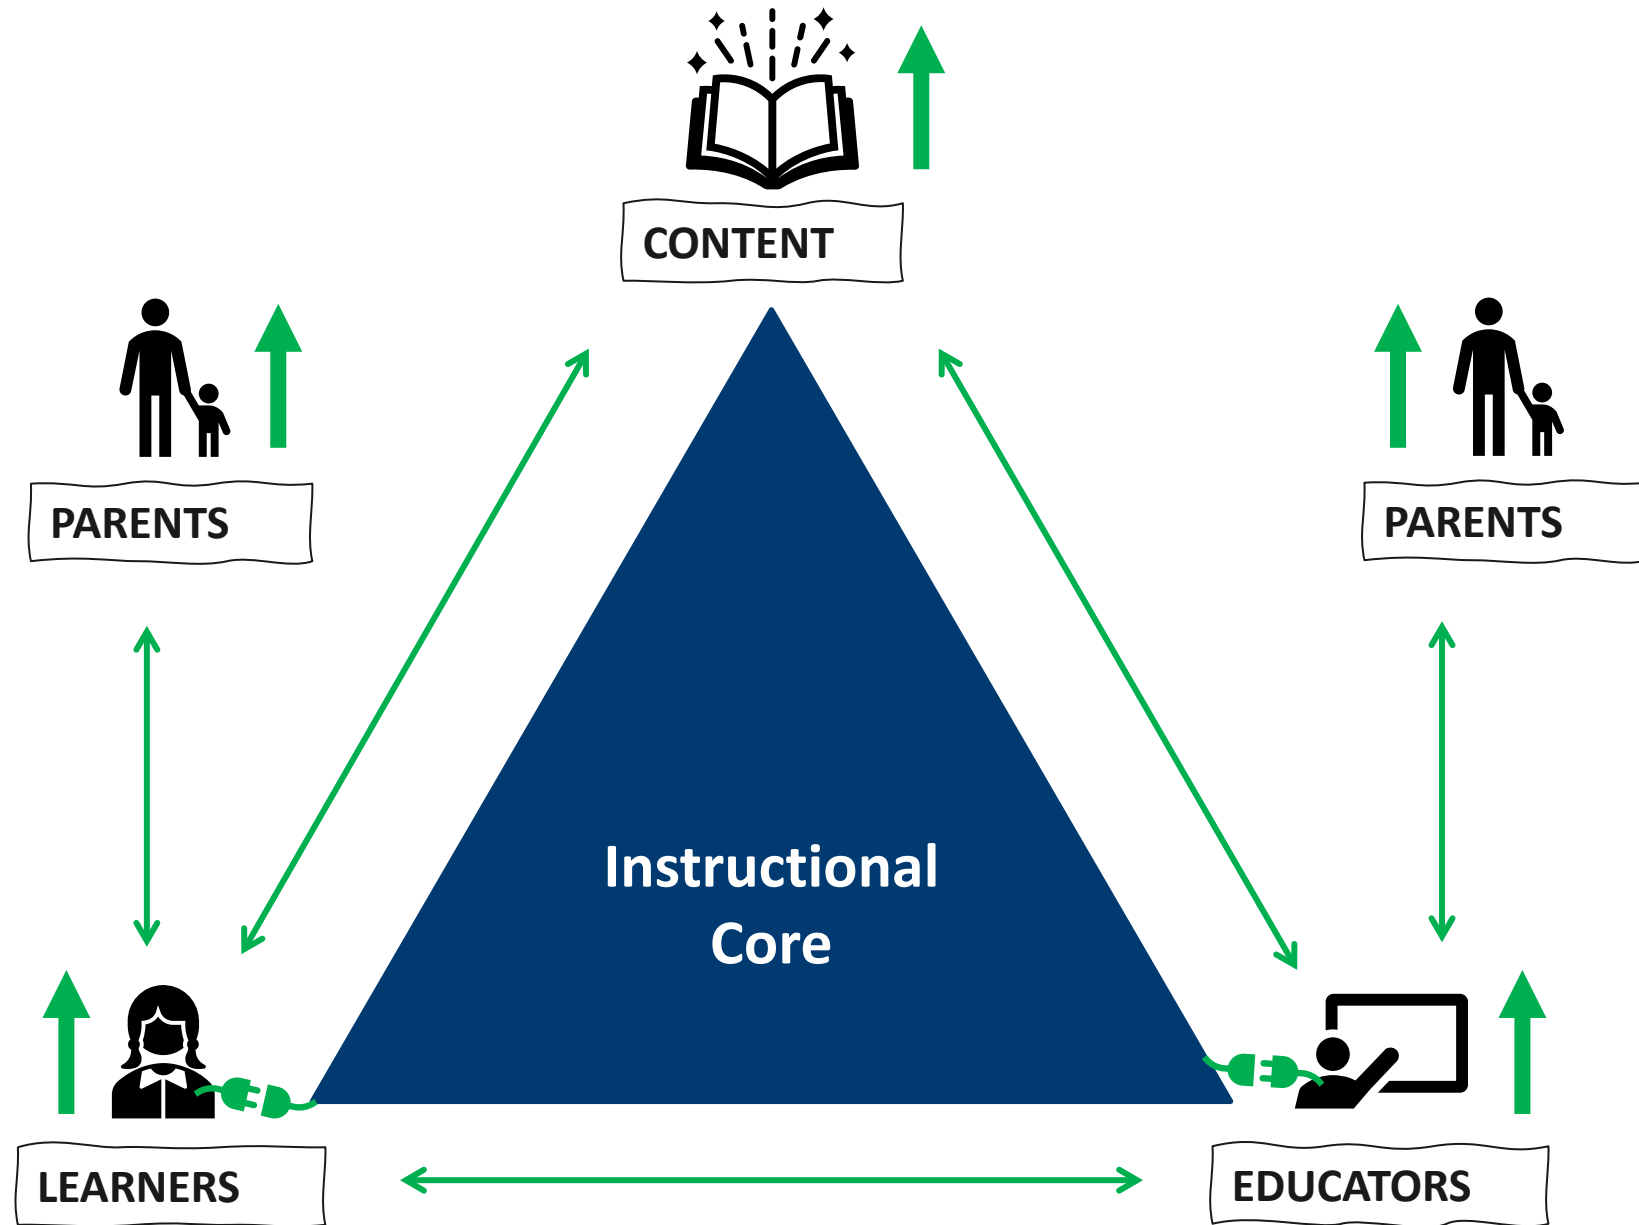 CONTENT
PARENTS
PARENTS
Instructional
Core
LEARNERS
EDUCATORS